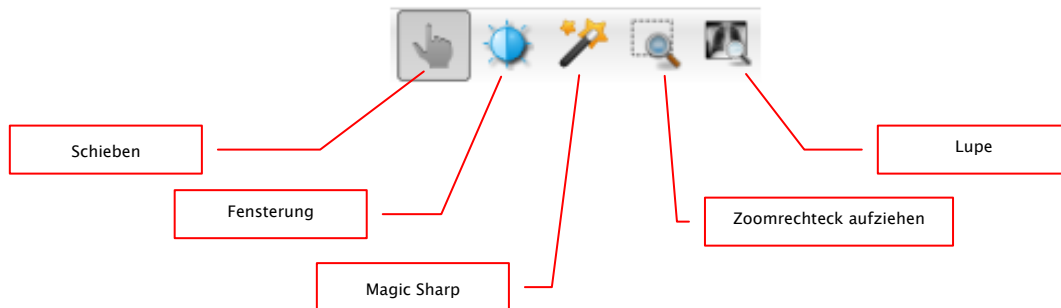 Schieben
Lupe
Fensterung
Zoomrechteck aufziehen
Magic Sharp